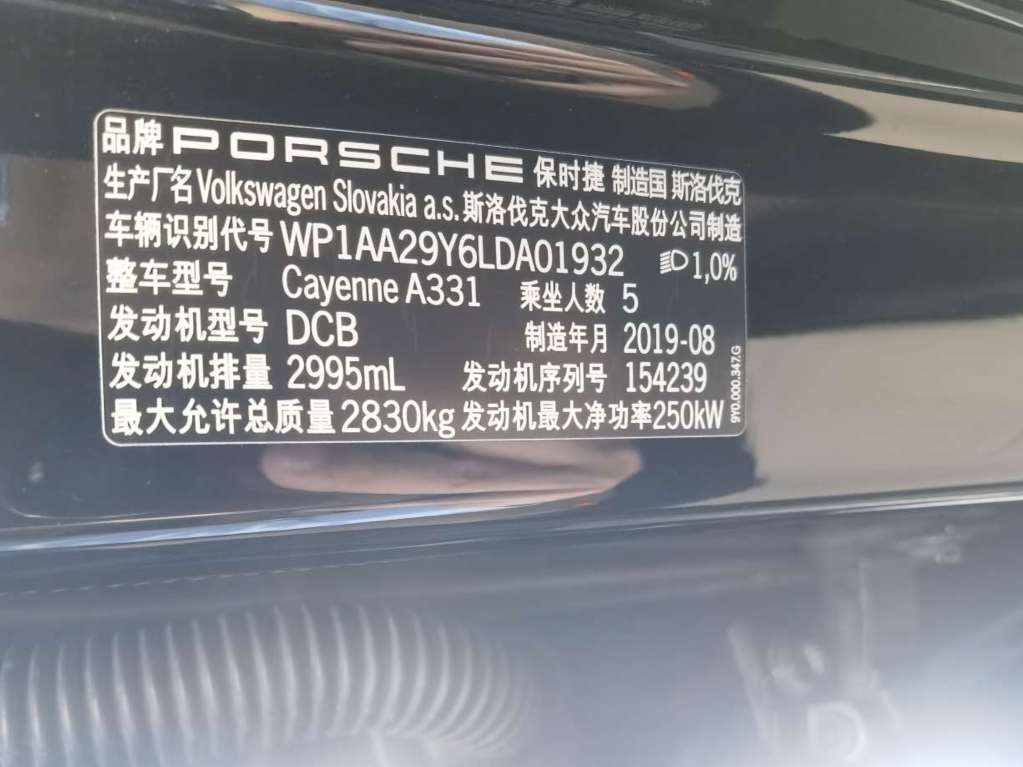 品牌 PORSCHE 保时捷 制造国 斯洛伐克
生产厂名 Volkswagen Slovakia a.s. 斯洛伐克大众汽车股份公司制造
车辆识别代号 WP1AA29Y6LDA01932 1,0%
整车型号 Cayenne A331 乘坐人数 5
发动机型号 DCB 制造年月 2019-08
发动机排量 2995mL 发动机序列号 154239
最大允许总质量 2830kg 发动机最大净功率 250kW
9Y0.000.347.G